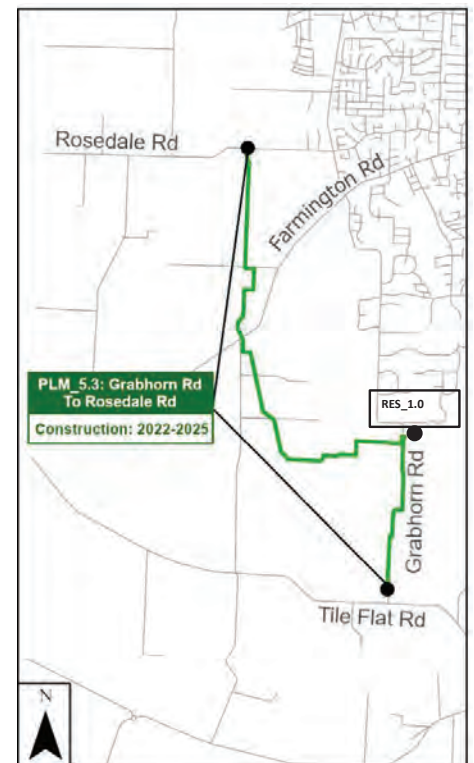 Rosedale Rd
Farmington Rd
PLM_5.3: Grabhorn Rd
To Rosedale Rd
Construction: 2022-2025
RES_1.0
Grabhorn Rd
Tile Flat Rd
N